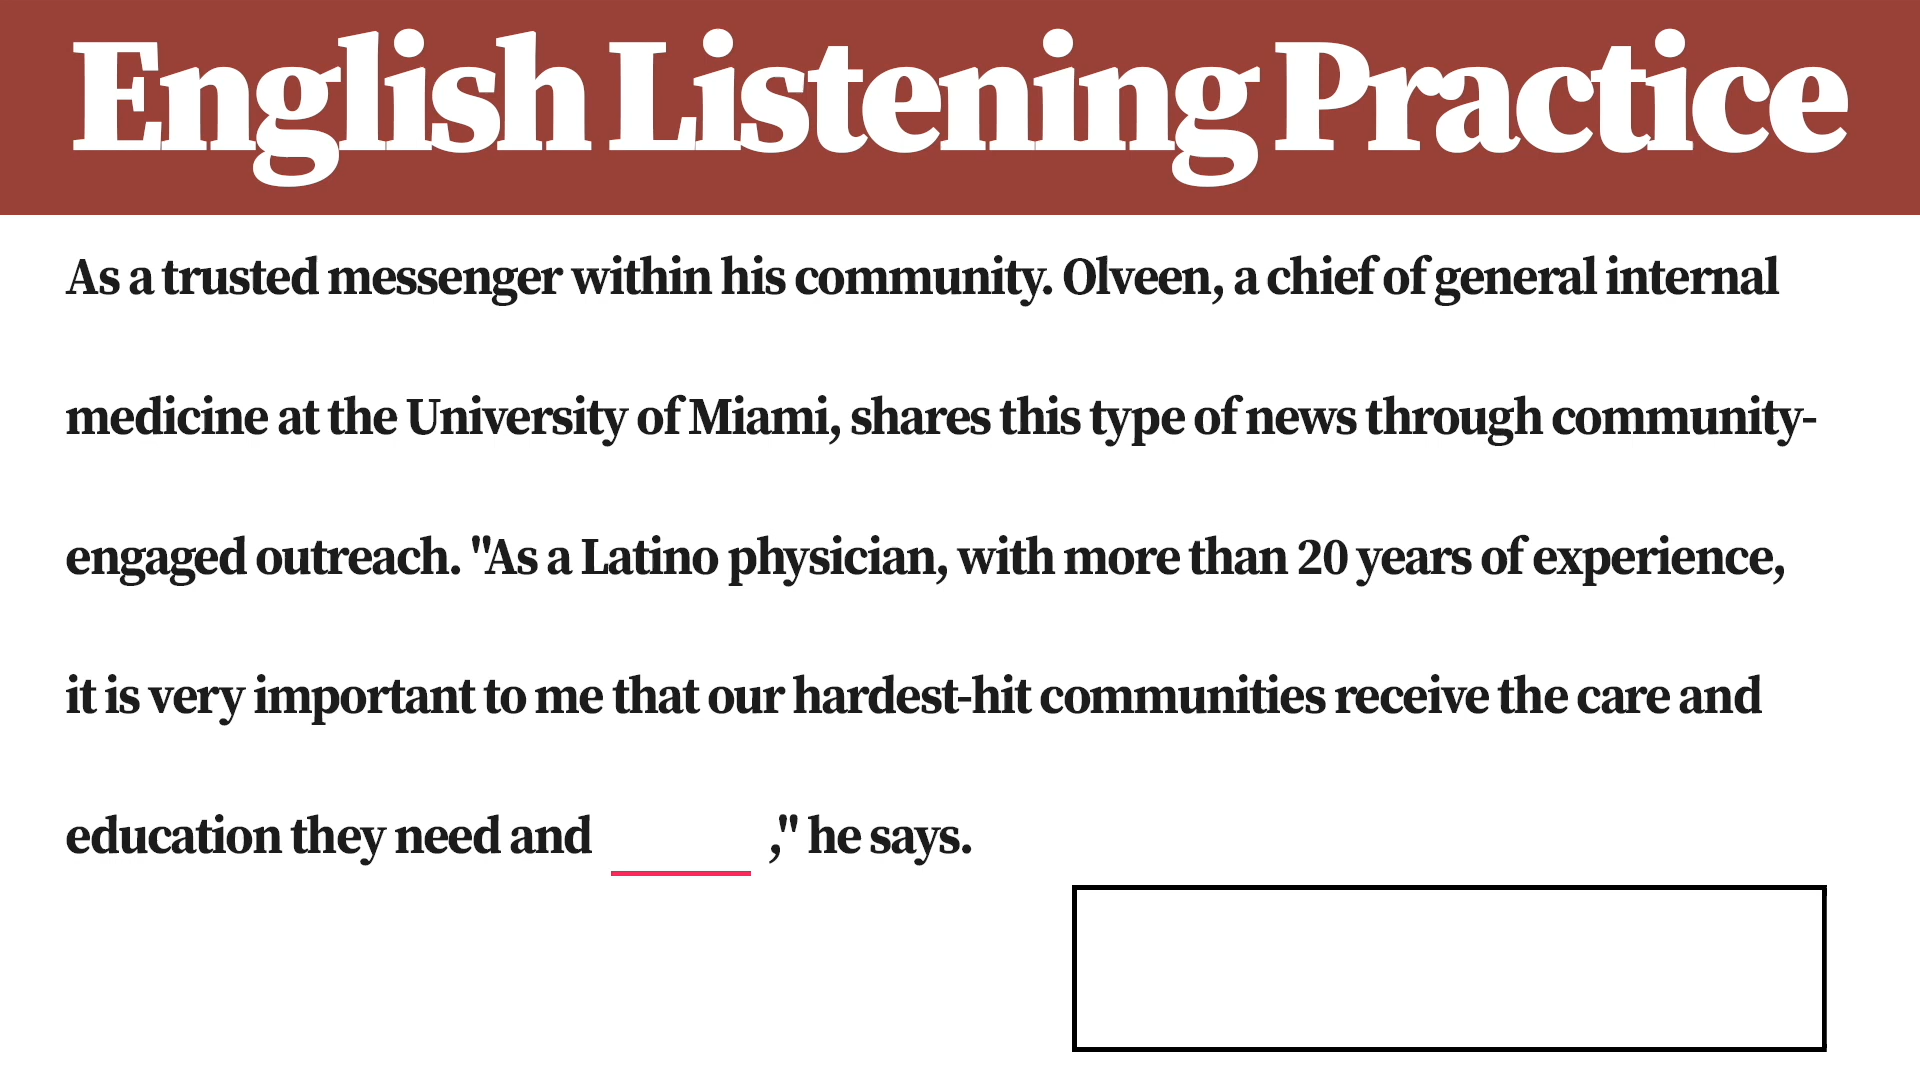 English Listening Practice
As a trusted messenger within his community. Olveen, a chief of general internal
medicine at the University of Miami, shares this type of news through community-
engaged outreach. "As a Latino physician, with more than 20 years of experience,
it is very important to me that our hardest-hit communities receive the care and
education they need and ______ ," he says.